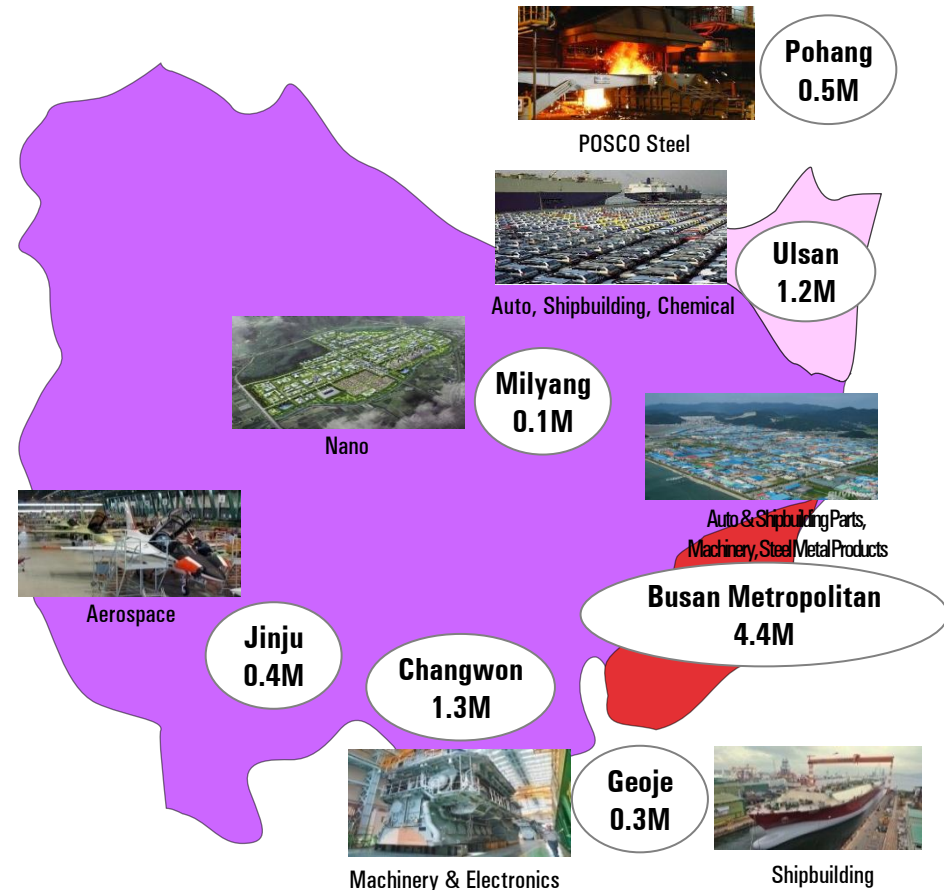 Pohang
0.5M
POSCO Steel
Ulsan
1.2M
Auto, Shipbuilding, Chemical
Milyang
0.1M
Nano
Auto & Shipbuilding Parts,
Machinery, Steel Metal Products
Aerospace
Busan Metropolitan
4.4M
Jinju
0.4M
Changwon
1.3M
Geoje
0.3M
Machinery & Electronics
Shipbuilding